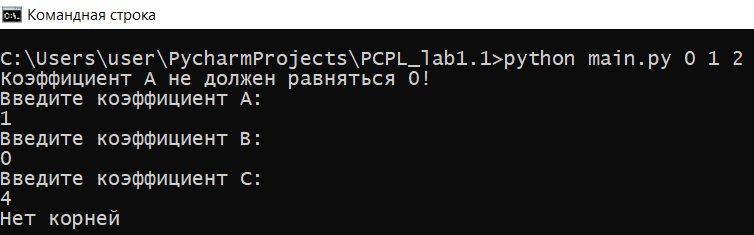 Командная строка
C:\Users\user\PycharmProjects\PCPL_lab1.1>python main.py 0 1 2
Коэффициент А не должен равняться 0!
Введите коэффициент А:
1
Введите коэффициент В:
0
Введите коэффициент С:
4
Нет корней